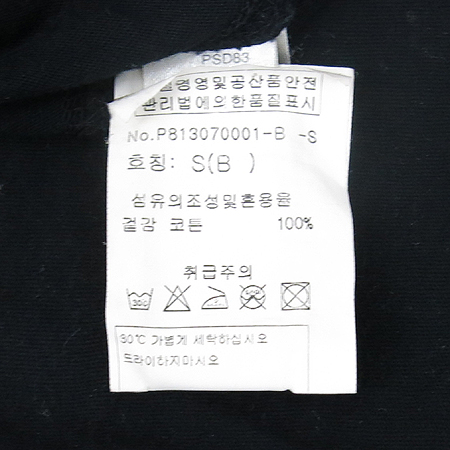 PSD83
질경영및공산품안전
관리법에의한품질표시
No.P813070001-B -S
호칭: S(B )
섬유의조성및혼용율
겉감 코튼 100%
취급주의
30℃
30℃ 가볍게 세탁하십시오
드라이하지마시오